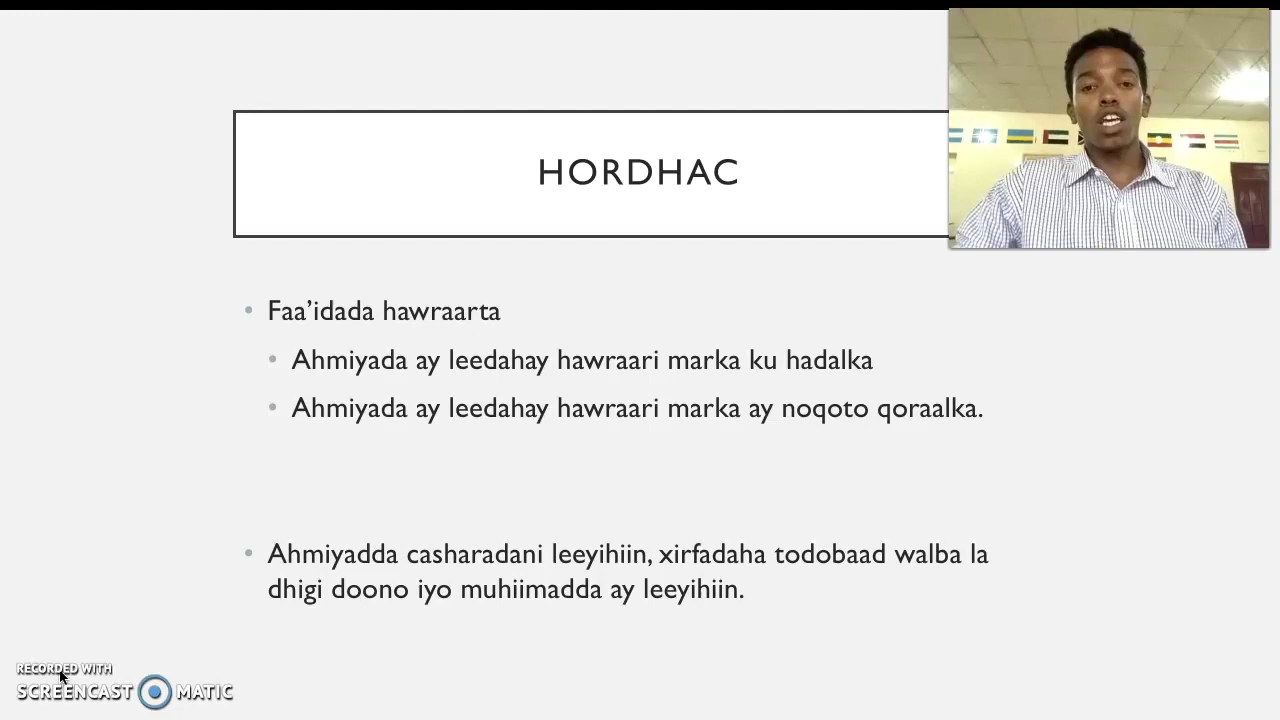 HORDHAC
Faa’idada hawraarta
Ahmiyada ay leedahay hawraari marka ku hadalka
Ahmiyada ay leedahay hawraari marka ay noqoto qoraalka.
Ahmiyadda casharadani leeyihiin, xirfadaha todobaad walba la
dhigi doono iyo muhiimadda ay leeyihiin.
RECORDED WITH
SCREENCAST MATIC